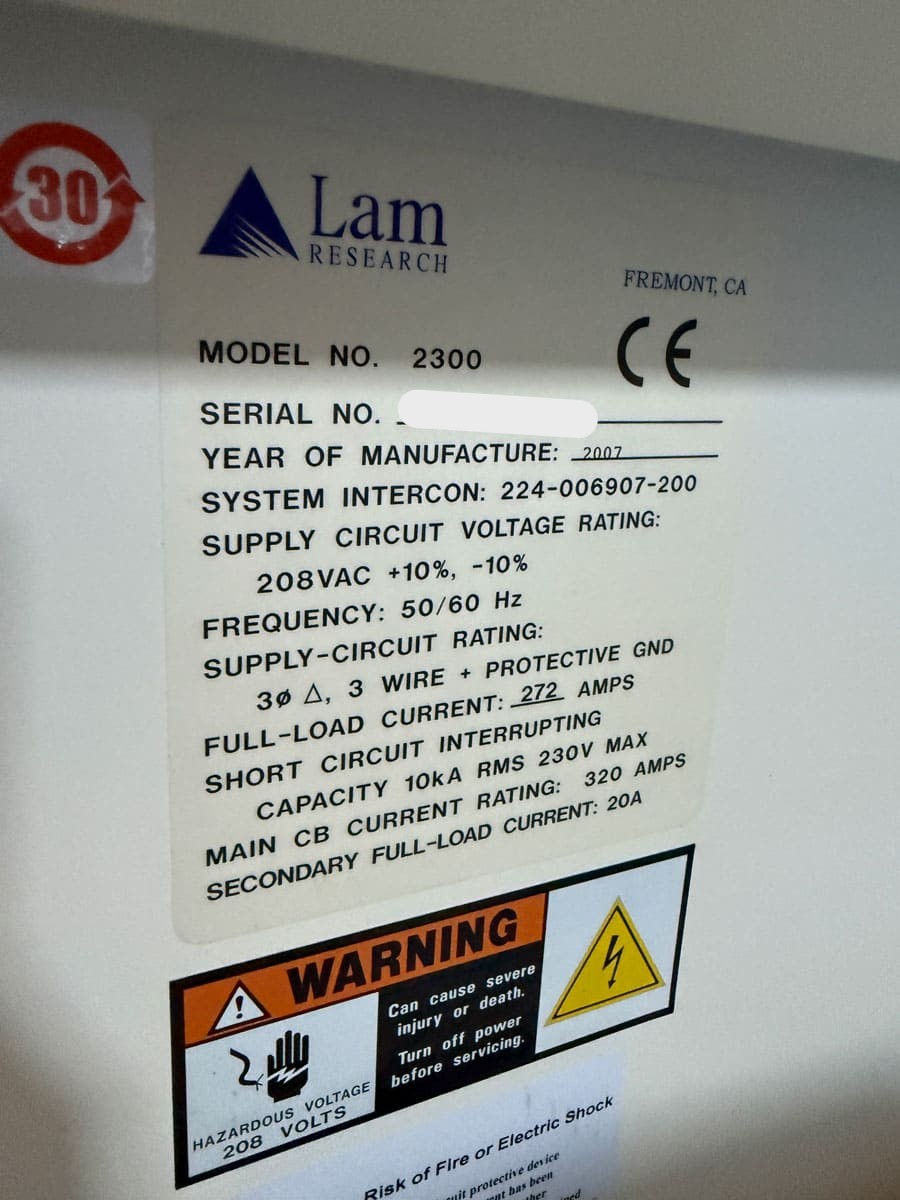 30
Lam
RESEARCH
FREMONT, CA
CE
MODEL NO. 2300
SERIAL NO.
YEAR OF MANUFACTURE: 2007
SYSTEM INTERCON: 224-006907-200
SUPPLY CIRCUIT VOLTAGE RATING:
208VAC +10%, -10%
FREQUENCY: 50/60 Hz
SUPPLY-CIRCUIT RATING:
3ø Δ, 3 WIRE + PROTECTIVE GND
FULL-LOAD CURRENT: 272 AMPS
SHORT CIRCUIT INTERRUPTING
CAPACITY 10kA RMS 230V MAX
MAIN CB CURRENT RATING: 320 AMPS
SECONDARY FULL-LOAD CURRENT: 20A
WARNING
Can cause severe
injury or death.
Turn off power
before servicing.
HAZARDOUS VOLTAGE
208 VOLTS
Risk of Fire or Electric Shock
protective device
has been